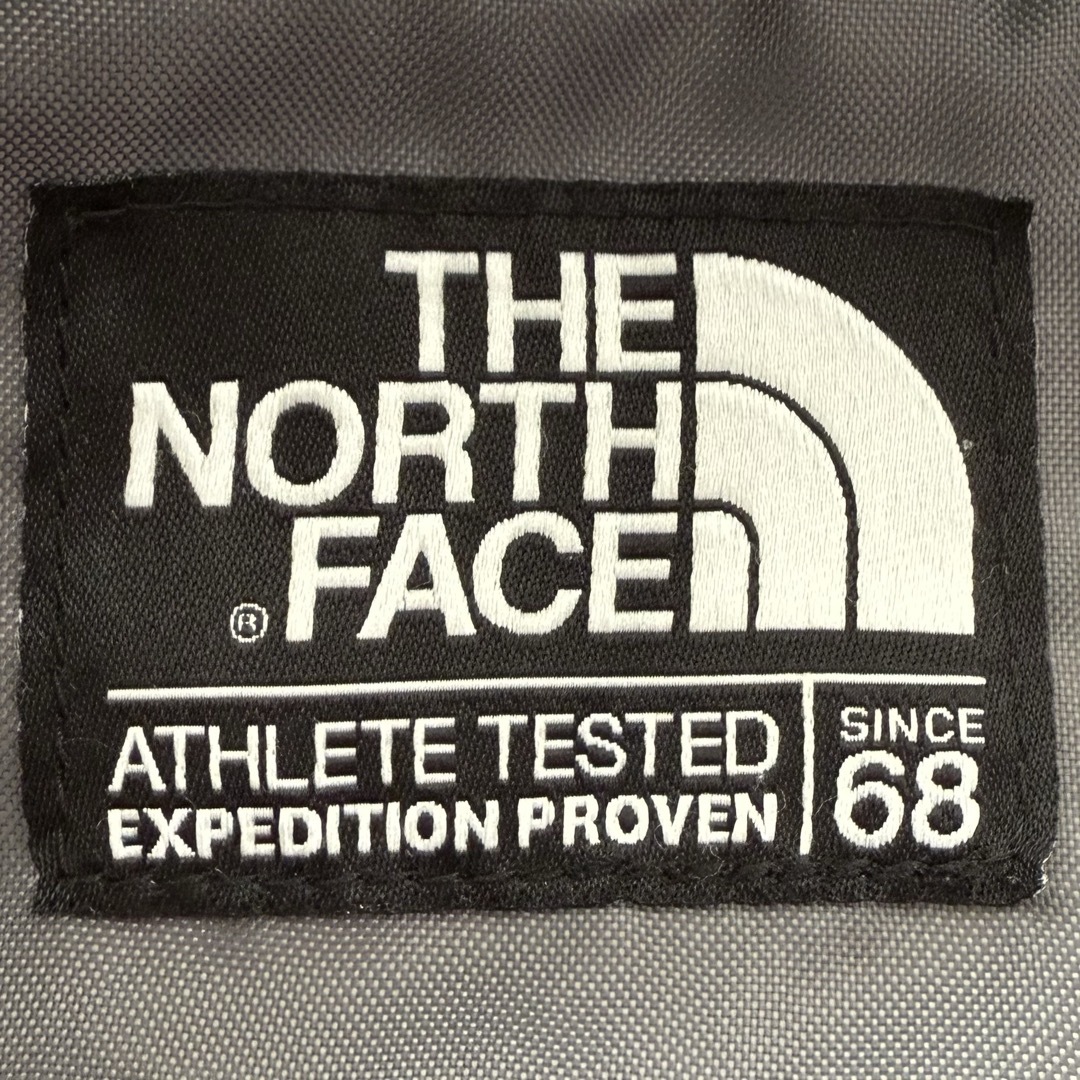 THE
NORTH
FACE
®
ATHLETE TESTED
EXPEDITION PROVEN
SINCE
68